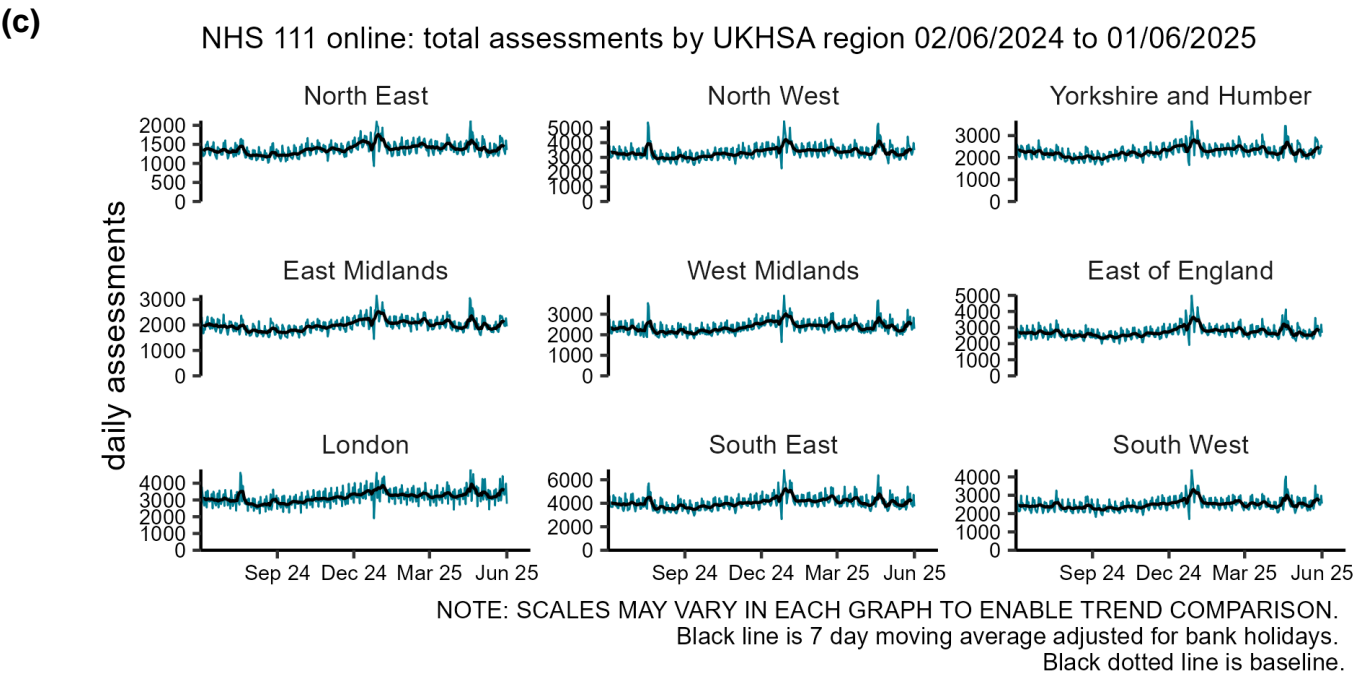 (c)
NHS 111 online: total assessments by UKHSA region 02/06/2024 to 01/06/2025
North East
2000
1500
1000
500
0
North West
5000
4000
3000
2000
1000
0
Yorkshire and Humber
3000
2000
1000
0
daily assessments
East Midlands
3000
2000
1000
0
West Midlands
3000
2000
1000
0
East of England
5000
4000
3000
2000
1000
0
London
4000
3000
2000
1000
0
Sep 24 Dec 24 Mar 25 Jun 25
South East
6000
4000
2000
0
Sep 24 Dec 24 Mar 25 Jun 25
South West
4000
3000
2000
1000
0
Sep 24 Dec 24 Mar 25 Jun 25
NOTE: SCALES MAY VARY IN EACH GRAPH TO ENABLE TREND COMPARISON.
Black line is 7 day moving average adjusted for bank holidays.
Black dotted line is baseline.